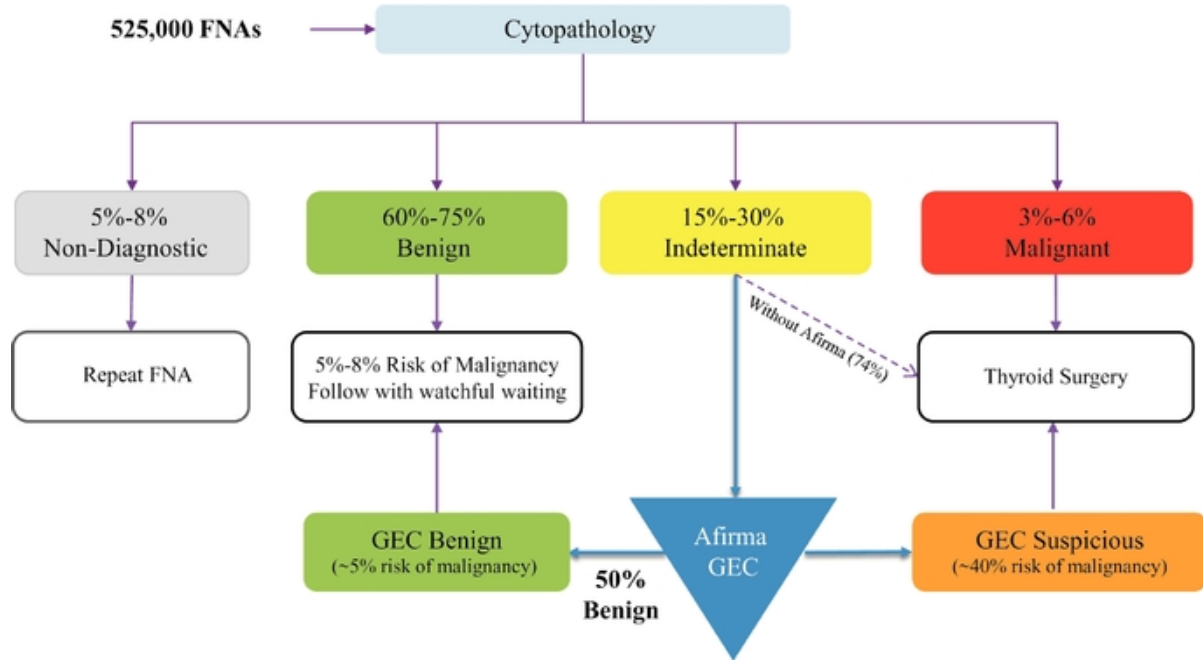 525,000 FNAs
Cytopathology
5%-8%
Non-Diagnostic
60%-75%
Benign
15%-30%
Indeterminate
3%-6%
Malignant
Without Afirma (74%)
Repeat FNA
5%-8% Risk of Malignancy
Follow with watchful waiting
Thyroid Surgery
GEC Benign
(~5% risk of malignancy)
50%
Benign
Afirma
GEC
GEC Suspicious
(~40% risk of malignancy)